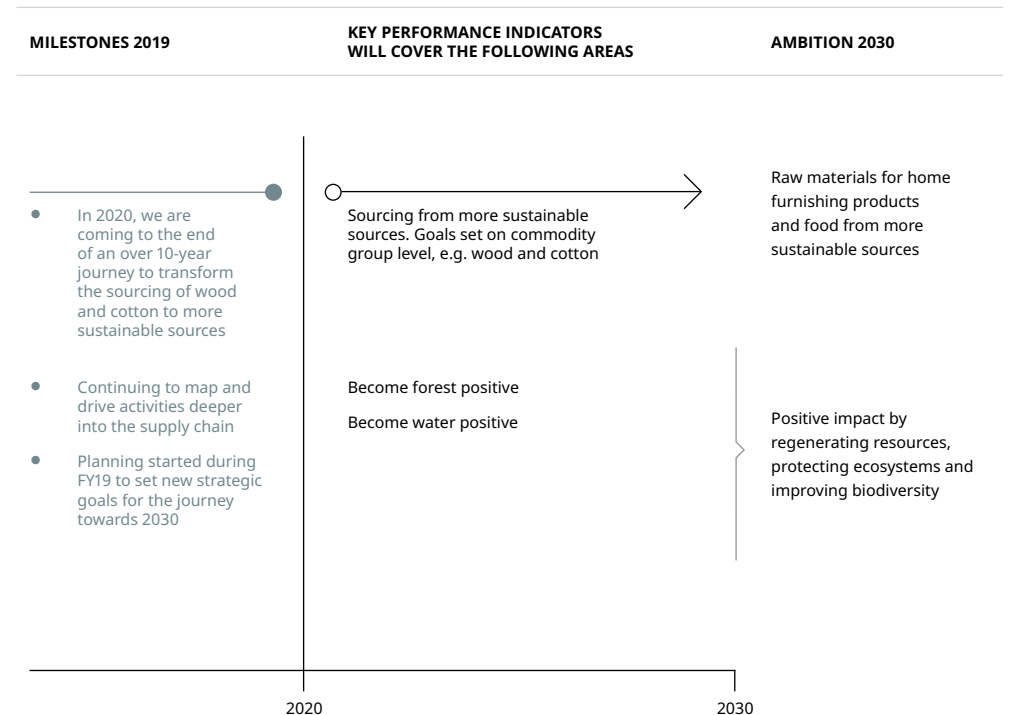 MILESTONES 2019
KEY PERFORMANCE INDICATORS
WILL COVER THE FOLLOWING AREAS
AMBITION 2030
In 2020, we are
coming to the end
of an over 10-year
journey to transform
the sourcing of wood
and cotton to more
sustainable sources
Continuing to map and
drive activities deeper
into the supply chain
Planning started during
FY19 to set new strategic
goals for the journey
towards 2030
Sourcing from more sustainable
sources. Goals set on commodity
group level, e.g. wood and cotton
Become forest positive
Become water positive
Raw materials for home
furnishing products
and food from more
sustainable sources
Positive impact by
regenerating resources,
protecting ecosystems and
improving biodiversity
2020
2030